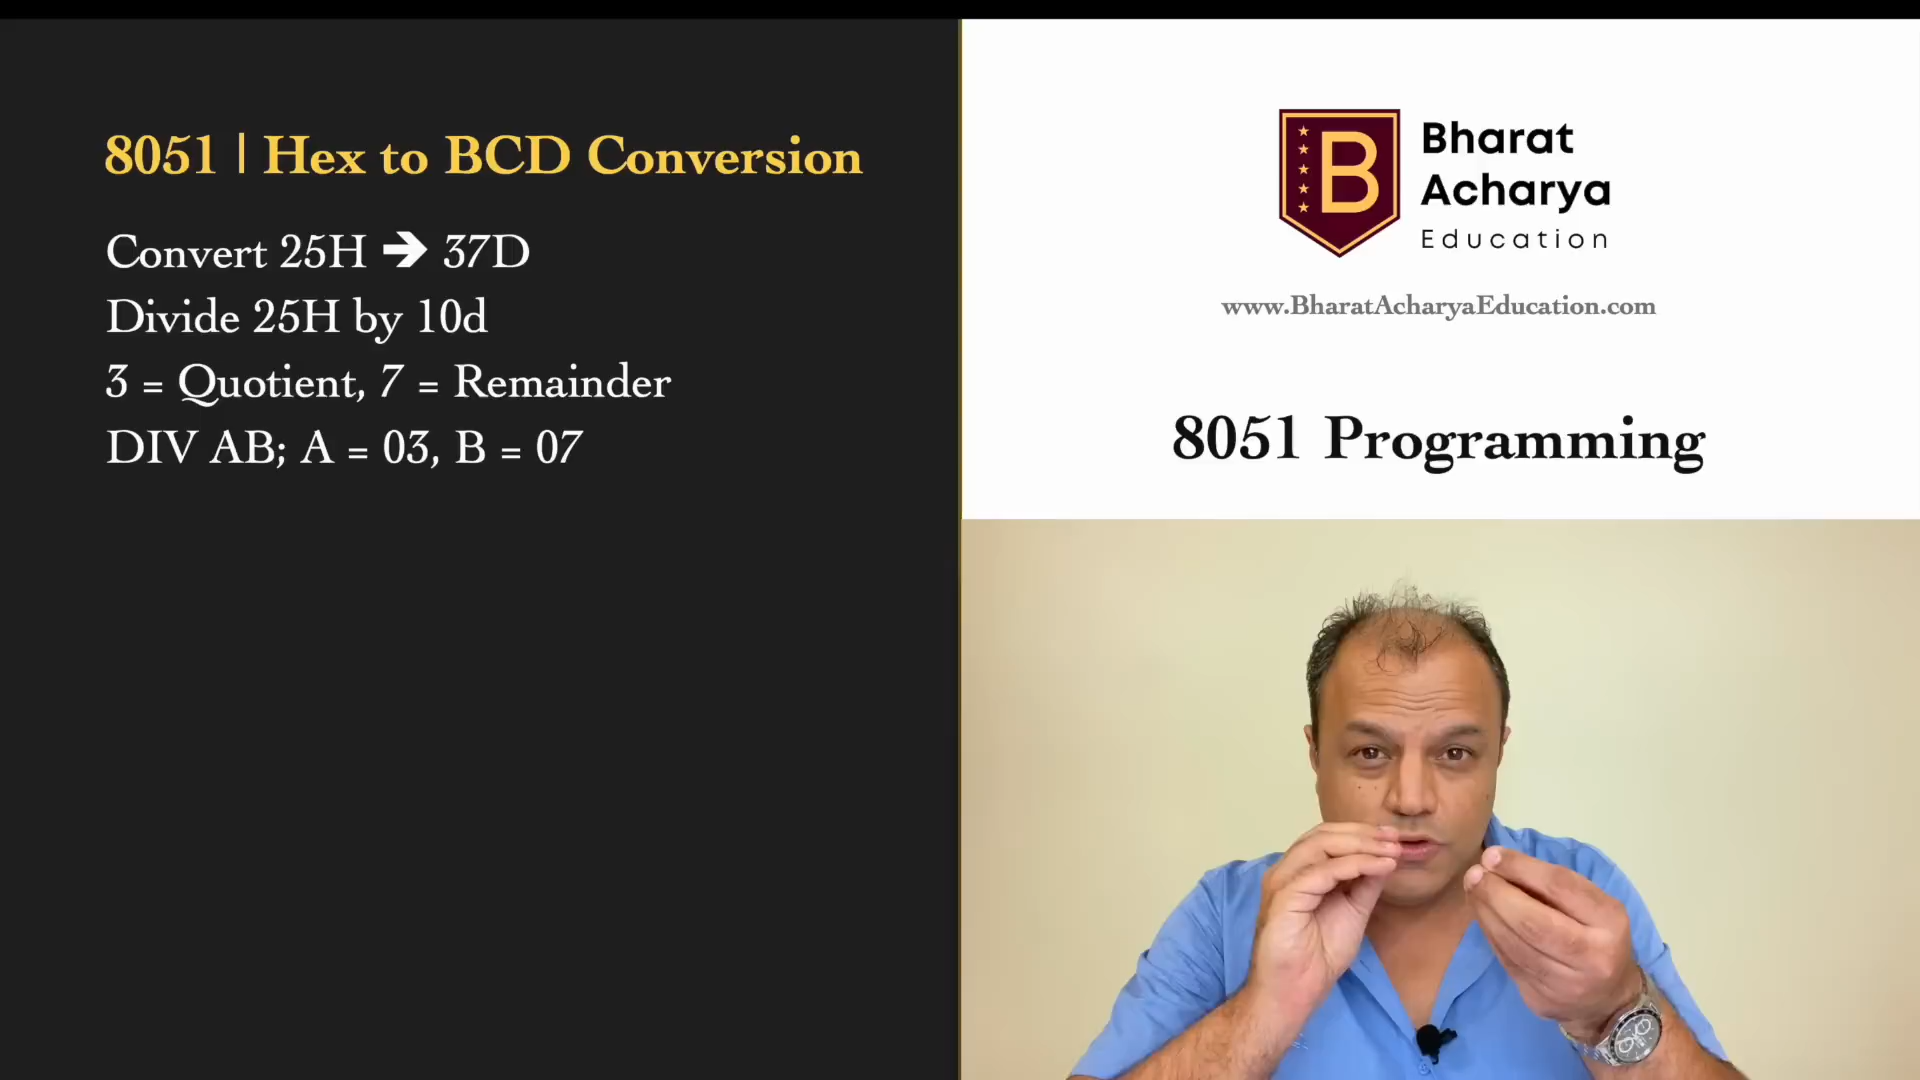 8051 | Hex to BCD Conversion
Convert 25H ➔ 37D
Divide 25H by 10d
3 = Quotient, 7 = Remainder
DIV AB; A = 03, B = 07
B
Bharat
Acharya
Education
www.BharatAcharyaEducation.com
8051 Programming